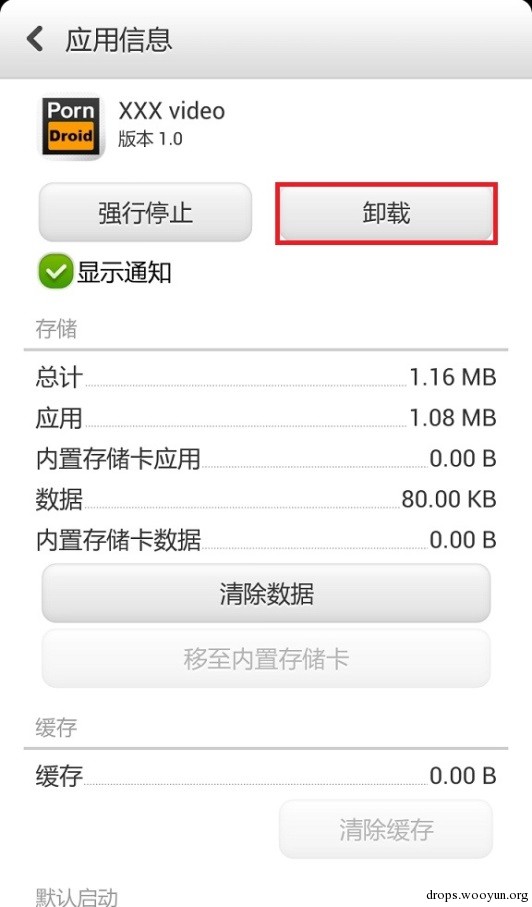 应用信息
Porn
Droid
XXX video
版本 1.0
强行停止
卸载
显示通知
存储
总计 1.16 MB
应用 1.08 MB
内置存储卡应用 0.00 B
数据 80.00 KB
内置存储卡数据 0.00 B
清除数据
移至内置存储卡
缓存
缓存 0.00 B
清除缓存
默认启动
drops.wooyun.org